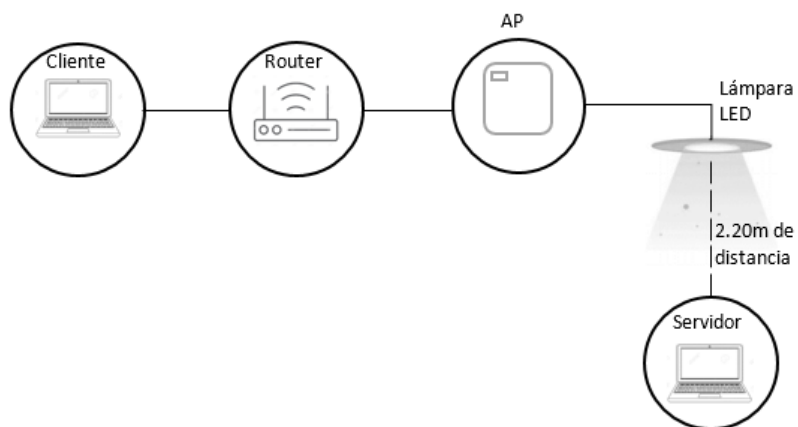 AP
Cliente
Router
Lámpara
LED
2.20m de
distancia
Servidor